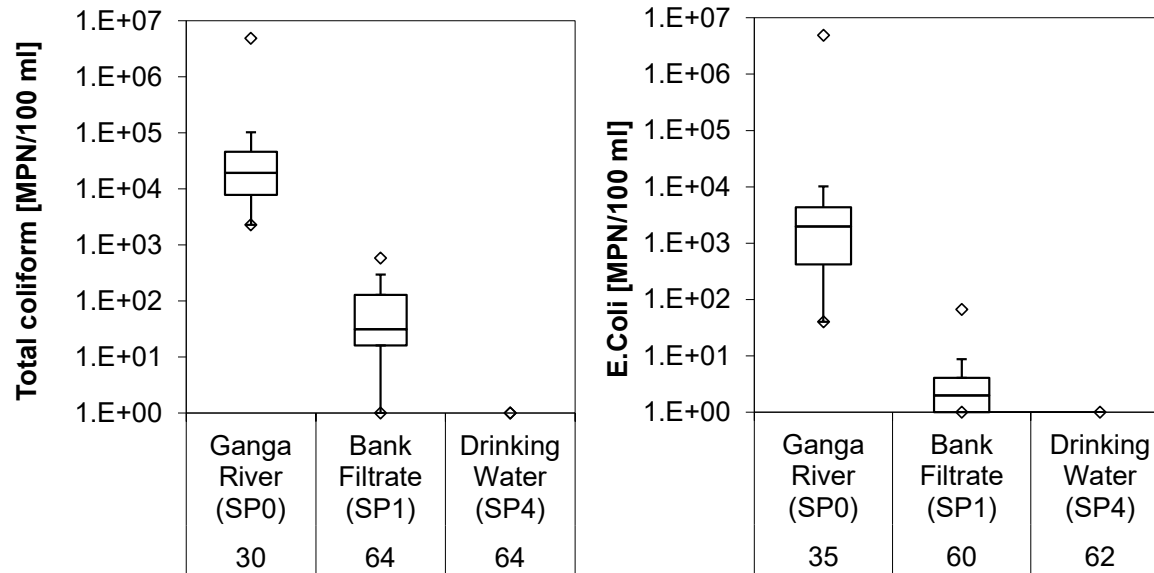 Total coliform [MPN/100 ml]
1.E+07
1.E+06
1.E+05
1.E+04
1.E+03
1.E+02
1.E+01
1.E+00
Ganga River (SP0)
Bank Filtrate (SP1)
Drinking Water (SP4)
30
64
64
E.Coli [MPN/100 ml]
1.E+07
1.E+06
1.E+05
1.E+04
1.E+03
1.E+02
1.E+01
1.E+00
Ganga River (SP0)
Bank Filtrate (SP1)
Drinking Water (SP4)
35
60
62